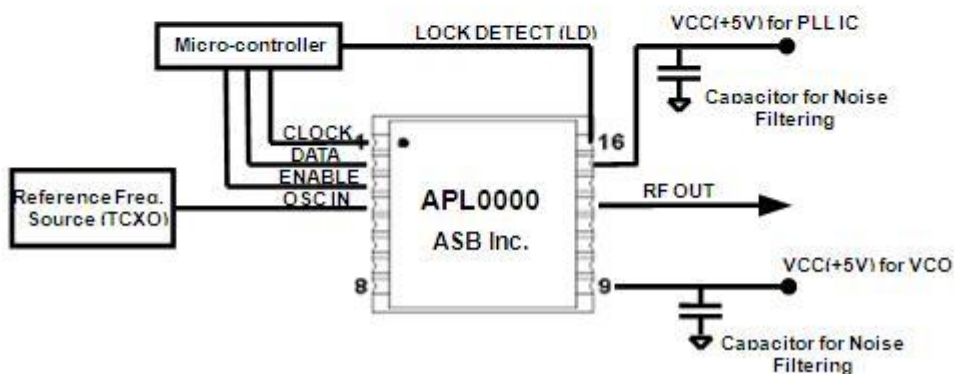 Micro-controller
LOCK DETECT (LD)
VCC(+5V) for PLL IC
Capacitor for Noise
Filtering
CLOCK
1
16
DATA
ENABLE
OSC IN
Reference Freq.
Source (TCXO)
APL0000
ASB Inc.
RF OUT
8
9
VCC(+5V) for VCO
Capacitor for Noise
Filtering